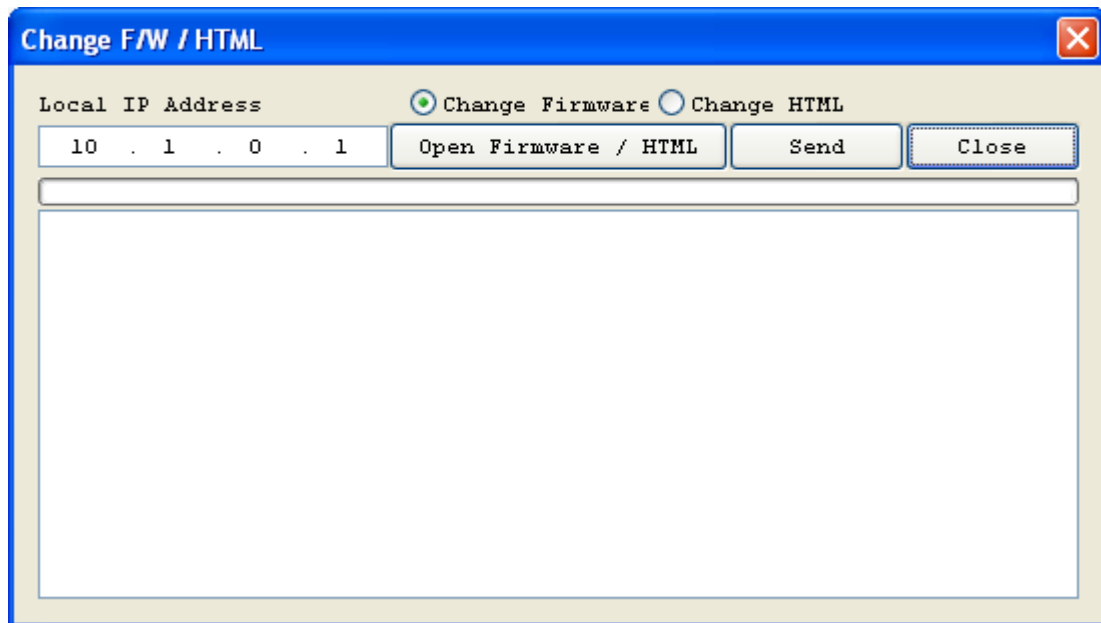 Change F/W / HTML
Local IP Address
Change Firmware Change HTML
10 . 1 . 0 . 1
Open Firmware / HTML
Send
Close